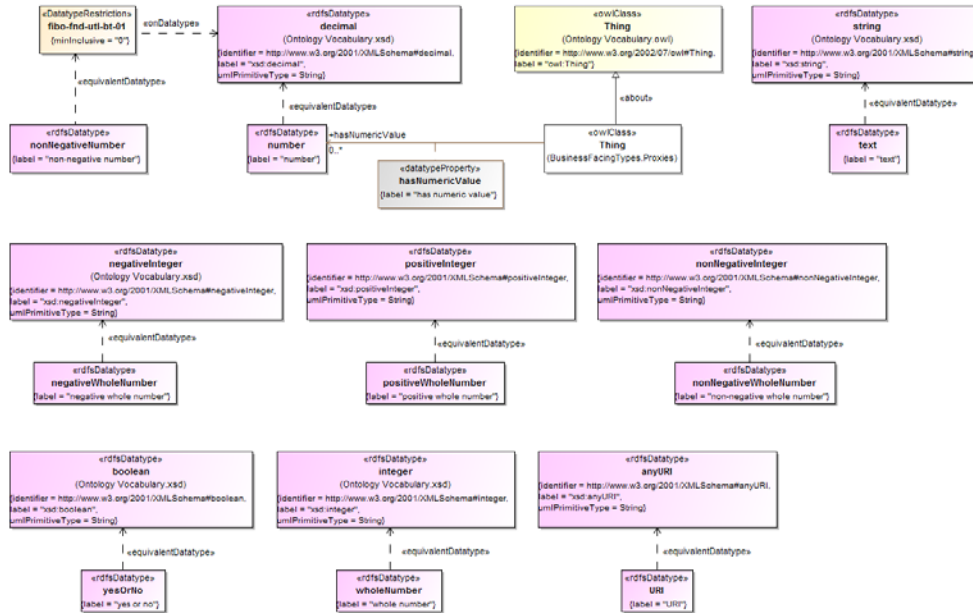 «DatatypeRestriction»
fibo-fnd-utl-bt-01
{minInclusive = "0"}
«onDatatype»
«rdfsDatatype»
decimal
(Ontology Vocabulary.xsd)
{identifier = http://www.w3.org/2001/XMLSchema#decimal,
label = "xsd:decimal",
umlPrimitiveType = String}
«owlClass»
Thing
(Ontology Vocabulary.owl)
{identifier = http://www.w3.org/2002/07/owl#Thing,
label = "owl:Thing"}
«rdfsDatatype»
string
(Ontology Vocabulary.xsd)
{identifier = http://www.w3.org/2001/XMLSchema#string,
label = "xsd:string",
umlPrimitiveType = String}
«equivalentDatatype»
«equivalentDatatype»
«about»
«equivalentDatatype»
«rdfsDatatype»
nonNegativeNumber
{label = "non-negative number"}
«rdfsDatatype»
number
{label = "number"}
+hasNumericValue
0..*
«owlClass»
Thing
(BusinessFacingTypes.Proxies)
«rdfsDatatype»
text
{label = "text"}
«datatypeProperty»
hasNumericValue
{label = "has numeric value"}
«rdfsDatatype»
negativeInteger
(Ontology Vocabulary.xsd)
{identifier = http://www.w3.org/2001/XMLSchema#negativeInteger,
label = "xsd:negativeInteger",
umlPrimitiveType = String}
«rdfsDatatype»
positiveInteger
(Ontology Vocabulary.xsd)
{identifier = http://www.w3.org/2001/XMLSchema#positiveInteger,
label = "xsd:positiveInteger",
umlPrimitiveType = String}
«rdfsDatatype»
nonNegativeInteger
(Ontology Vocabulary.xsd)
{identifier = http://www.w3.org/2001/XMLSchema#nonNegativeInteger,
label = "xsd:nonNegativeInteger",
umlPrimitiveType = String}
«equivalentDatatype»
«equivalentDatatype»
«equivalentDatatype»
«rdfsDatatype»
negativeWholeNumber
{label = "negative whole number"}
«rdfsDatatype»
positiveWholeNumber
{label = "positive whole number"}
«rdfsDatatype»
nonNegativeWholeNumber
{label = "non-negative whole number"}
«rdfsDatatype»
boolean
(Ontology Vocabulary.xsd)
{identifier = http://www.w3.org/2001/XMLSchema#boolean,
label = "xsd:boolean",
umlPrimitiveType = String}
«rdfsDatatype»
integer
(Ontology Vocabulary.xsd)
{identifier = http://www.w3.org/2001/XMLSchema#integer,
label = "xsd:integer",
umlPrimitiveType = String}
«rdfsDatatype»
anyURI
(Ontology Vocabulary.xsd)
{identifier = http://www.w3.org/2001/XMLSchema#anyURI,
label = "xsd:anyURI",
umlPrimitiveType = String}
«equivalentDatatype»
«equivalentDatatype»
«equivalentDatatype»
«rdfsDatatype»
yesOrNo
{label = "yes or no"}
«rdfsDatatype»
wholeNumber
{label = "whole number"}
«rdfsDatatype»
URI
{label = "URI"}